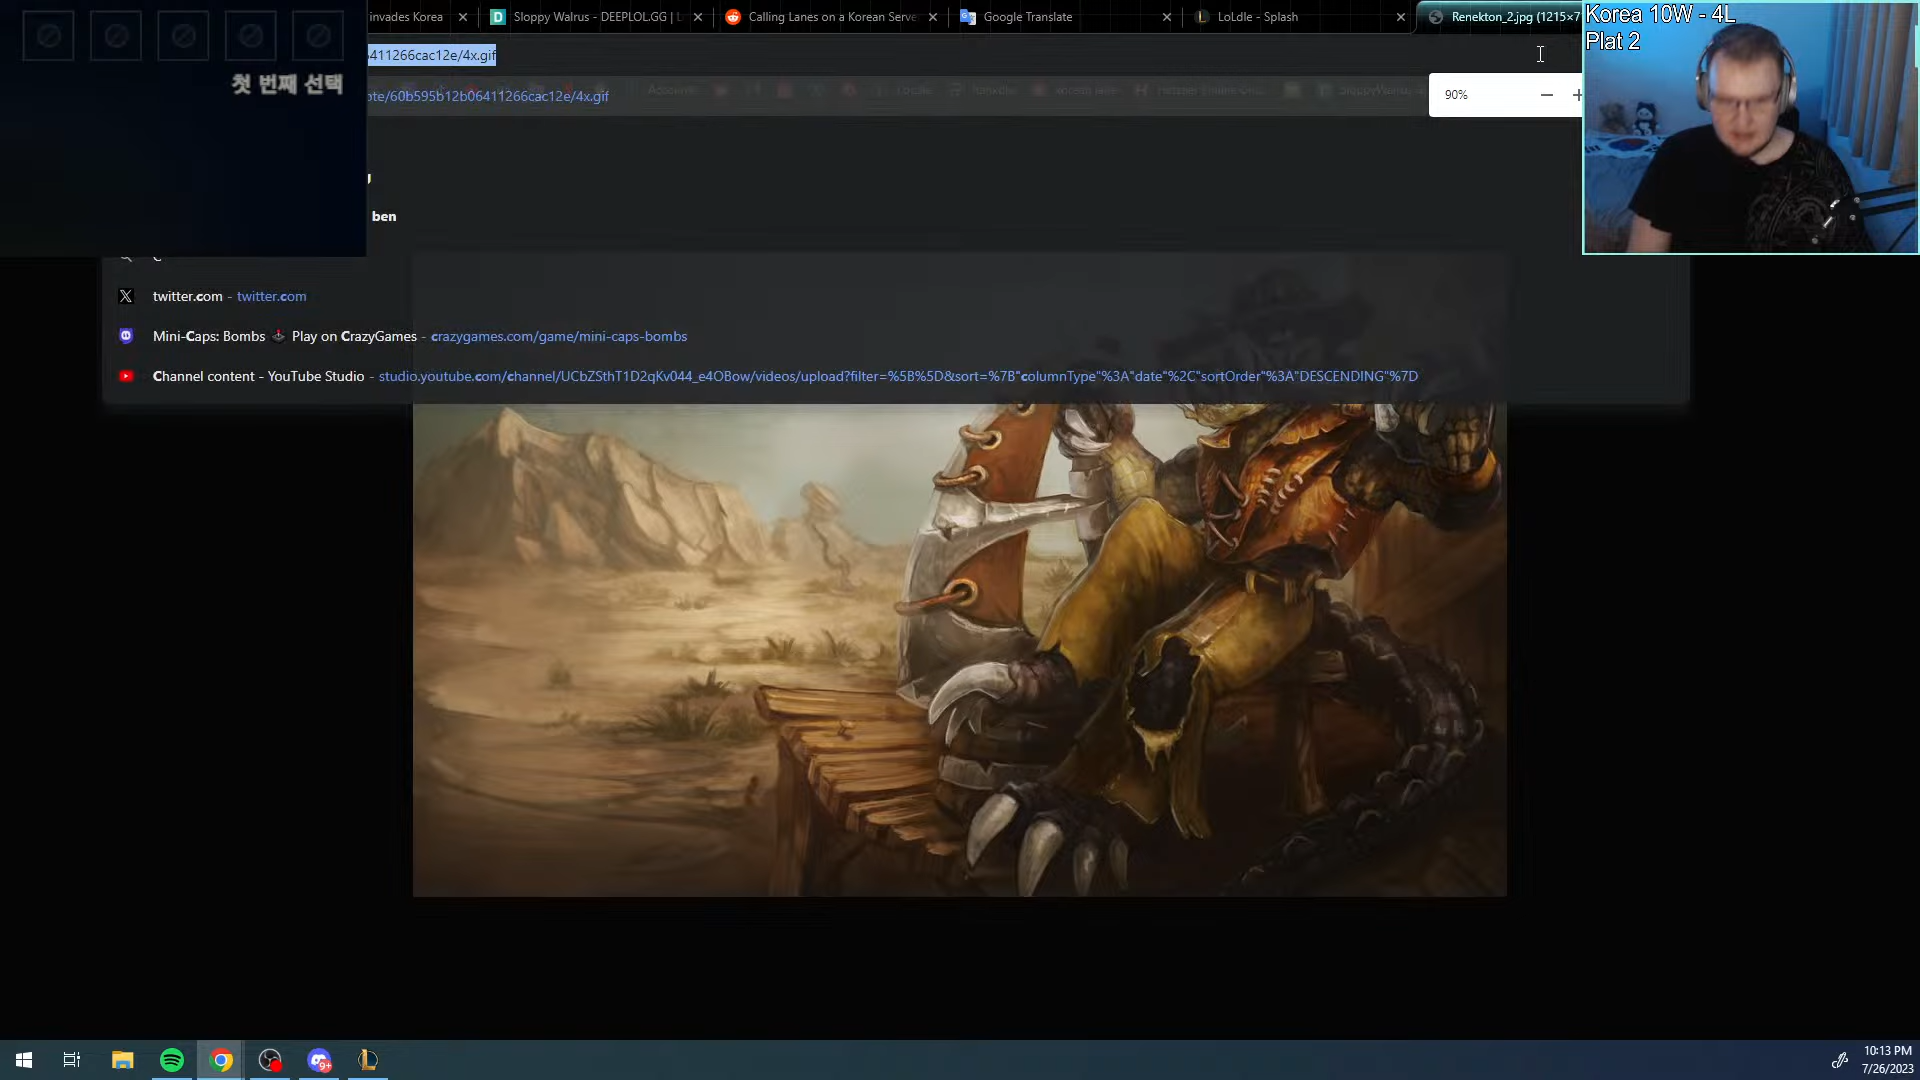 invades Korea
Sloppy Walrus - DEEPLOL.GG | L
Calling Lanes on a Korean Serve
Google Translate
LoLdle - Splash
Renekton_2.jpg (1215×7
Korea 10W - 4L
Plat 2
첫 번째 선택
6411266cac12e/4x.gif
ote/60b595b12b06411266cac12e/4x.gif
90%
ben
twitter.com - twitter.com
Mini-Caps: Bombs 🕹️ Play on CrazyGames - crazygames.com/game/mini-caps-bombs
Channel content - YouTube Studio - studio.youtube.com/channel/UCbZSthT1D2qKv044_e4OBow/videos/upload?filter=%5B%5D&sort=%7B"columnType"%3A"date"%2C"sortOrder"%3A"DESCENDING"%7D
9+
10:13 PM
7/26/2023